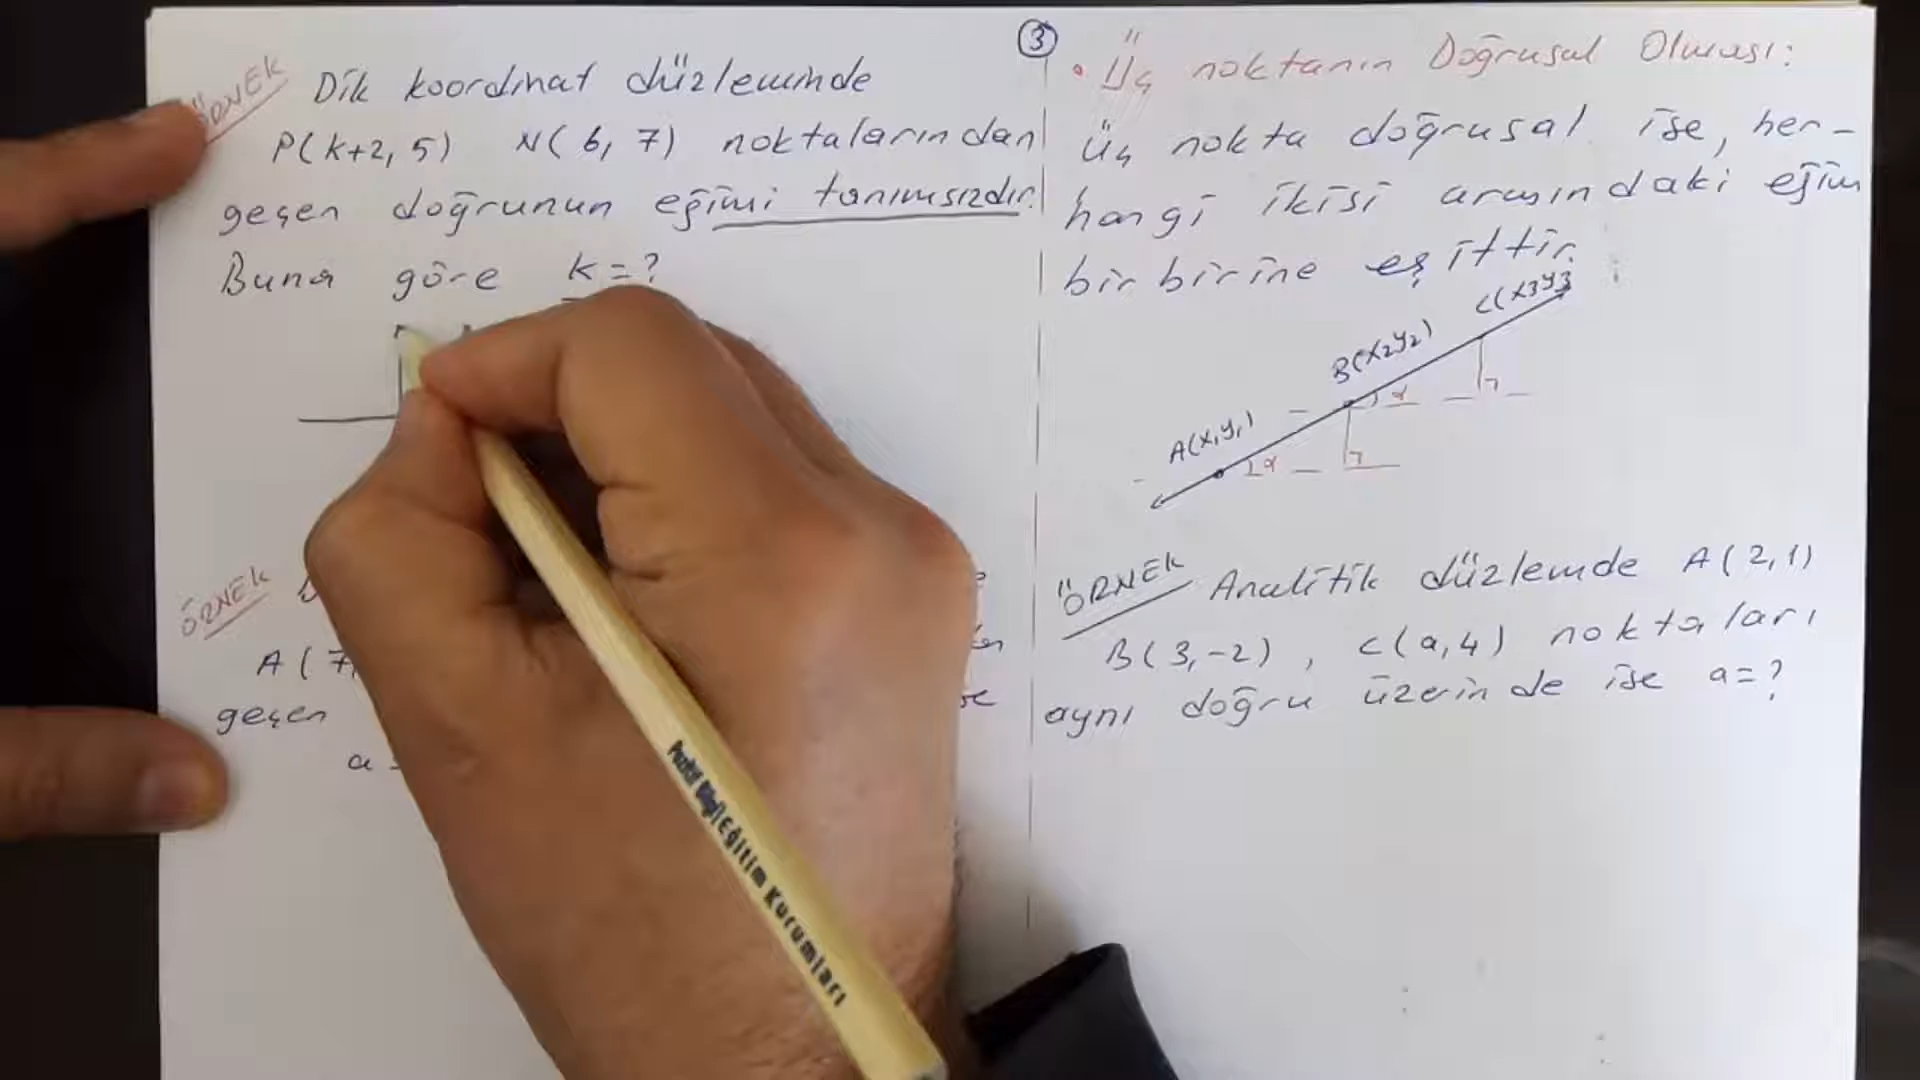 ÖRNEK Dik koordinat düzleminde
P(k+2, 5) N(6, 7) noktalarından
geçen doğrunun eğimi tanımsızdır.
Buna göre k=?
ÖRNEK
A(7,
geçen
a
3
• Üç noktanın Doğrusal Olması:
üç nokta doğrusal ise, her-
hangi ikisi arasındaki eğim
birbirine eşittir.
C(x3y3
B(x2y2)
A(x1y1)
α
α
ÖRNEK Analitik düzlemde A(2,1)
B(3,-2), C(a,4) noktaları
aynı doğru üzerinde ise a=?
Pozitif Bilgi Eğitim Kurumları